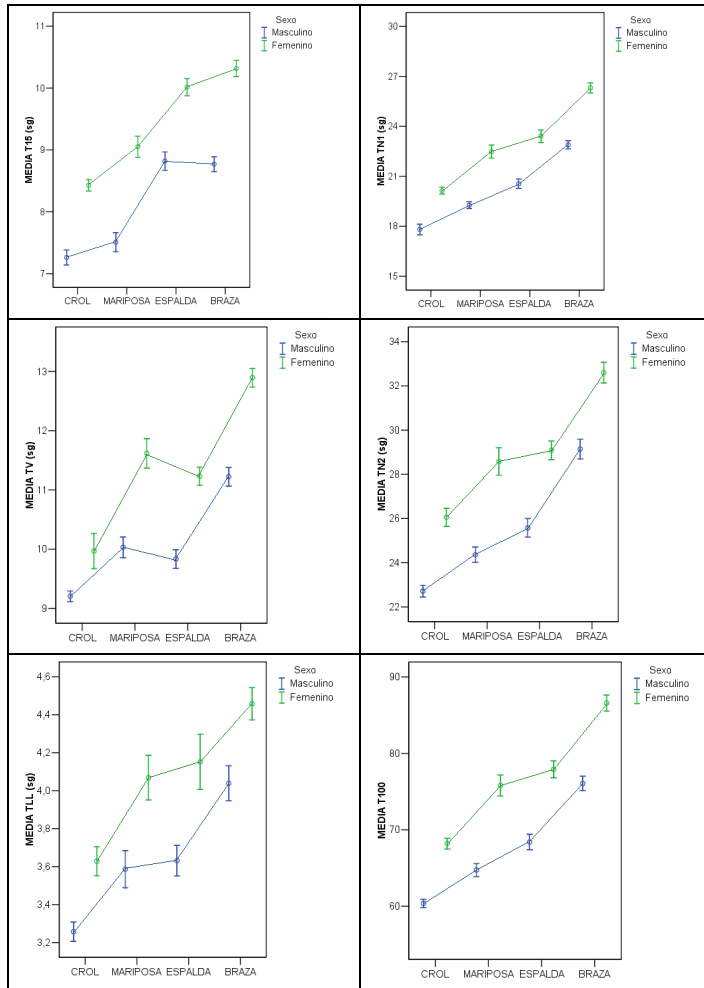 Sexo
Masculino
Femenino
MEDIA T15 (sg)
11
10
9
8
7
CROL MARIPOSA ESPALDA BRAZA
Sexo
Masculino
Femenino
MEDIA TN1 (sg)
30
27
24
21
18
15
CROL MARIPOSA ESPALDA BRAZA
Sexo
Masculino
Femenino
MEDIA TV (sg)
13
12
11
10
9
CROL MARIPOSA ESPALDA BRAZA
Sexo
Masculino
Femenino
MEDIA TN2 (sg)
34
32
30
28
26
24
22
CROL MARIPOSA ESPALDA BRAZA
Sexo
Masculino
Femenino
MEDIA TLL (sg)
4,6
4,4
4,2
4,0
3,8
3,6
3,4
3,2
CROL MARIPOSA ESPALDA BRAZA
Sexo
Masculino
Femenino
MEDIA T100
90
80
70
60
CROL MARIPOSA ESPALDA BRAZA